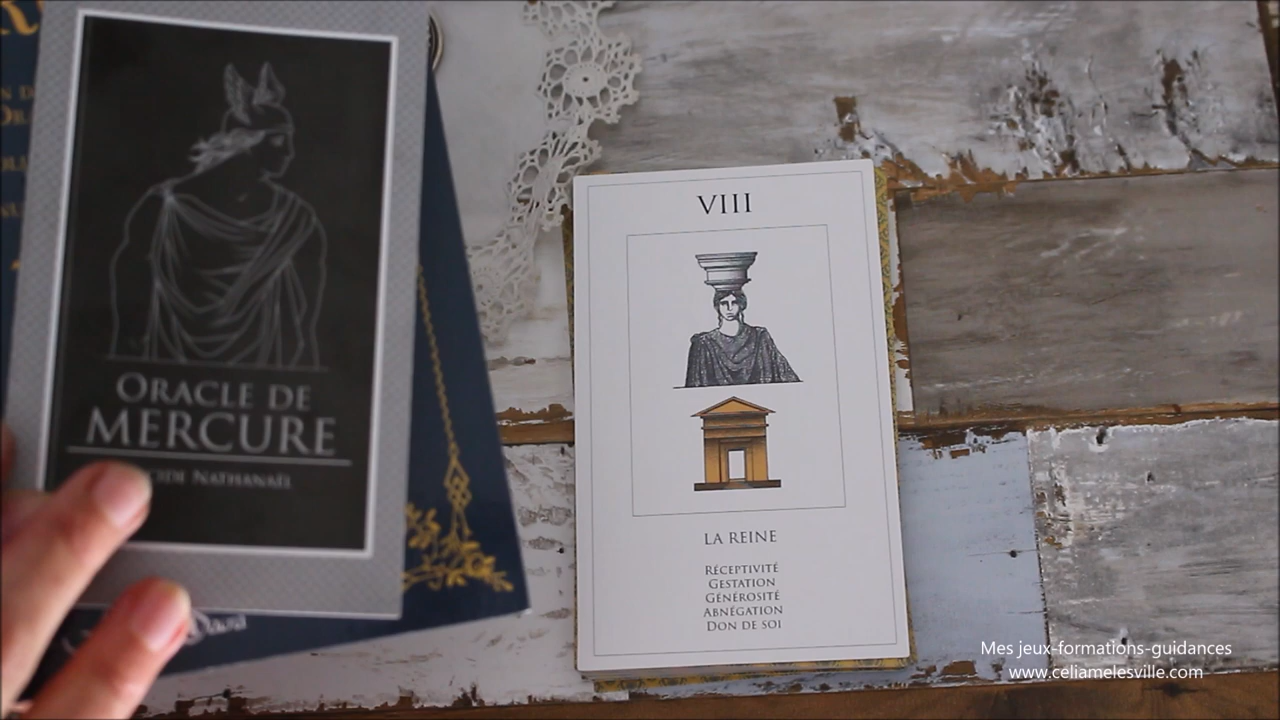 ORACLE DE
MERCURE
NATHANAËL
VIII
LA REINE
RÉCEPTIVITÉ
GESTATION
GÉNÉROSITÉ
ABNÉGATION
DON DE SOI
Mes jeux-formations-guidances
www.celiamelesville.com